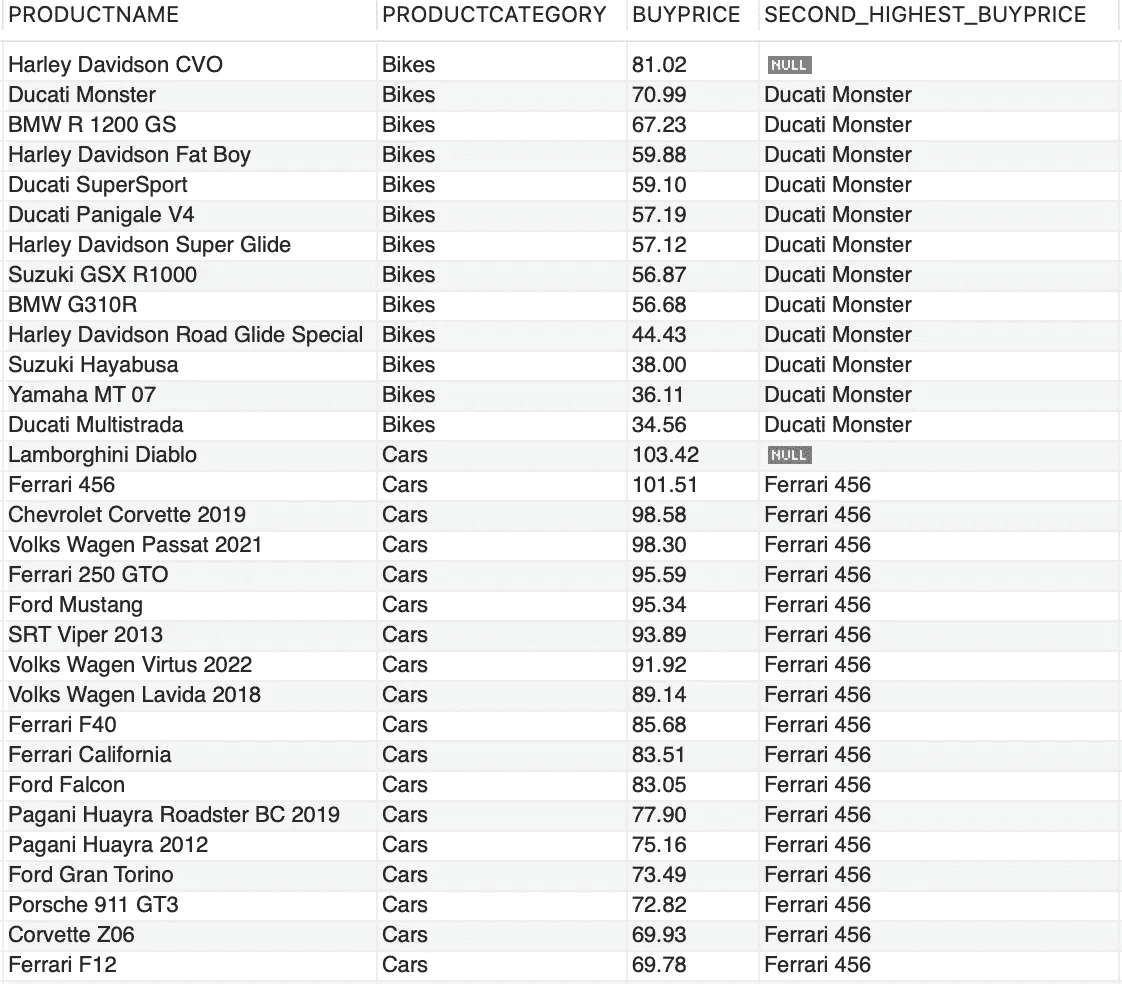 PRODUCTNAME PRODUCTCATEGORY BUYPRICE SECOND_HIGHEST_BUYPRICE
Harley Davidson CVO Bikes 81.02 NULL
Ducati Monster Bikes 70.99 Ducati Monster
BMW R 1200 GS Bikes 67.23 Ducati Monster
Harley Davidson Fat Boy Bikes 59.88 Ducati Monster
Ducati SuperSport Bikes 59.10 Ducati Monster
Ducati Panigale V4 Bikes 57.19 Ducati Monster
Harley Davidson Super Glide Bikes 57.12 Ducati Monster
Suzuki GSX R1000 Bikes 56.87 Ducati Monster
BMW G310R Bikes 56.68 Ducati Monster
Harley Davidson Road Glide Special Bikes 44.43 Ducati Monster
Suzuki Hayabusa Bikes 38.00 Ducati Monster
Yamaha MT 07 Bikes 36.11 Ducati Monster
Ducati Multistrada Bikes 34.56 Ducati Monster
Lamborghini Diablo Cars 103.42 NULL
Ferrari 456 Cars 101.51 Ferrari 456
Chevrolet Corvette 2019 Cars 98.58 Ferrari 456
Volks Wagen Passat 2021 Cars 98.30 Ferrari 456
Ferrari 250 GTO Cars 95.59 Ferrari 456
Ford Mustang Cars 95.34 Ferrari 456
SRT Viper 2013 Cars 93.89 Ferrari 456
Volks Wagen Virtus 2022 Cars 91.92 Ferrari 456
Volks Wagen Lavida 2018 Cars 89.14 Ferrari 456
Ferrari F40 Cars 85.68 Ferrari 456
Ferrari California Cars 83.51 Ferrari 456
Ford Falcon Cars 83.05 Ferrari 456
Pagani Huayra Roadster BC 2019 Cars 77.90 Ferrari 456
Pagani Huayra 2012 Cars 75.16 Ferrari 456
Ford Gran Torino Cars 73.49 Ferrari 456
Porsche 911 GT3 Cars 72.82 Ferrari 456
Corvette Z06 Cars 69.93 Ferrari 456
Ferrari F12 Cars 69.78 Ferrari 456